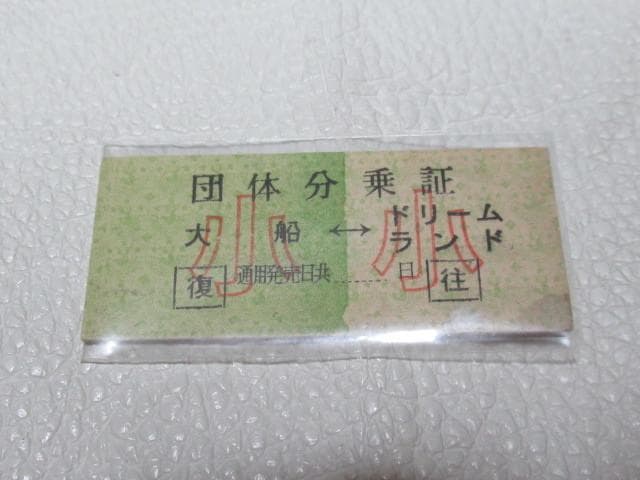 団体分乗証
大船 ↔ ドリーム
ランド
復 通用発売日共......日 往
小 小